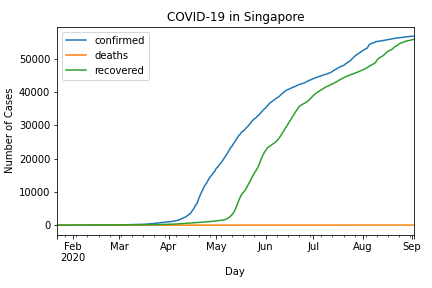 COVID-19 in Singapore
confirmed
deaths
recovered
Number of Cases
50000
40000
30000
20000
10000
0
Feb Mar Apr May Jun Jul Aug Sep
2020
Day